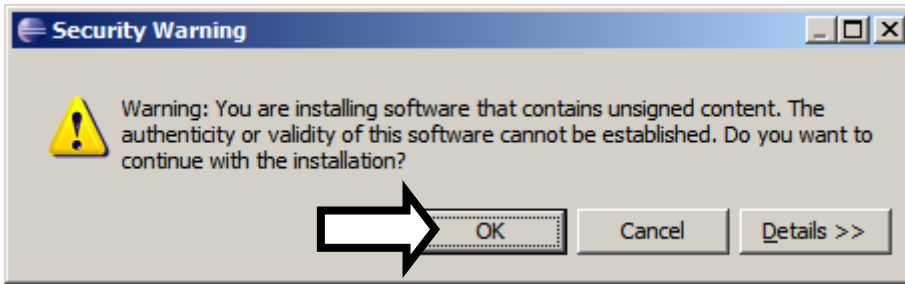 Security Warning
Warning: You are installing software that contains unsigned content. The
authenticity or validity of this software cannot be established. Do you want to
continue with the installation?
OK
Cancel
Details >>